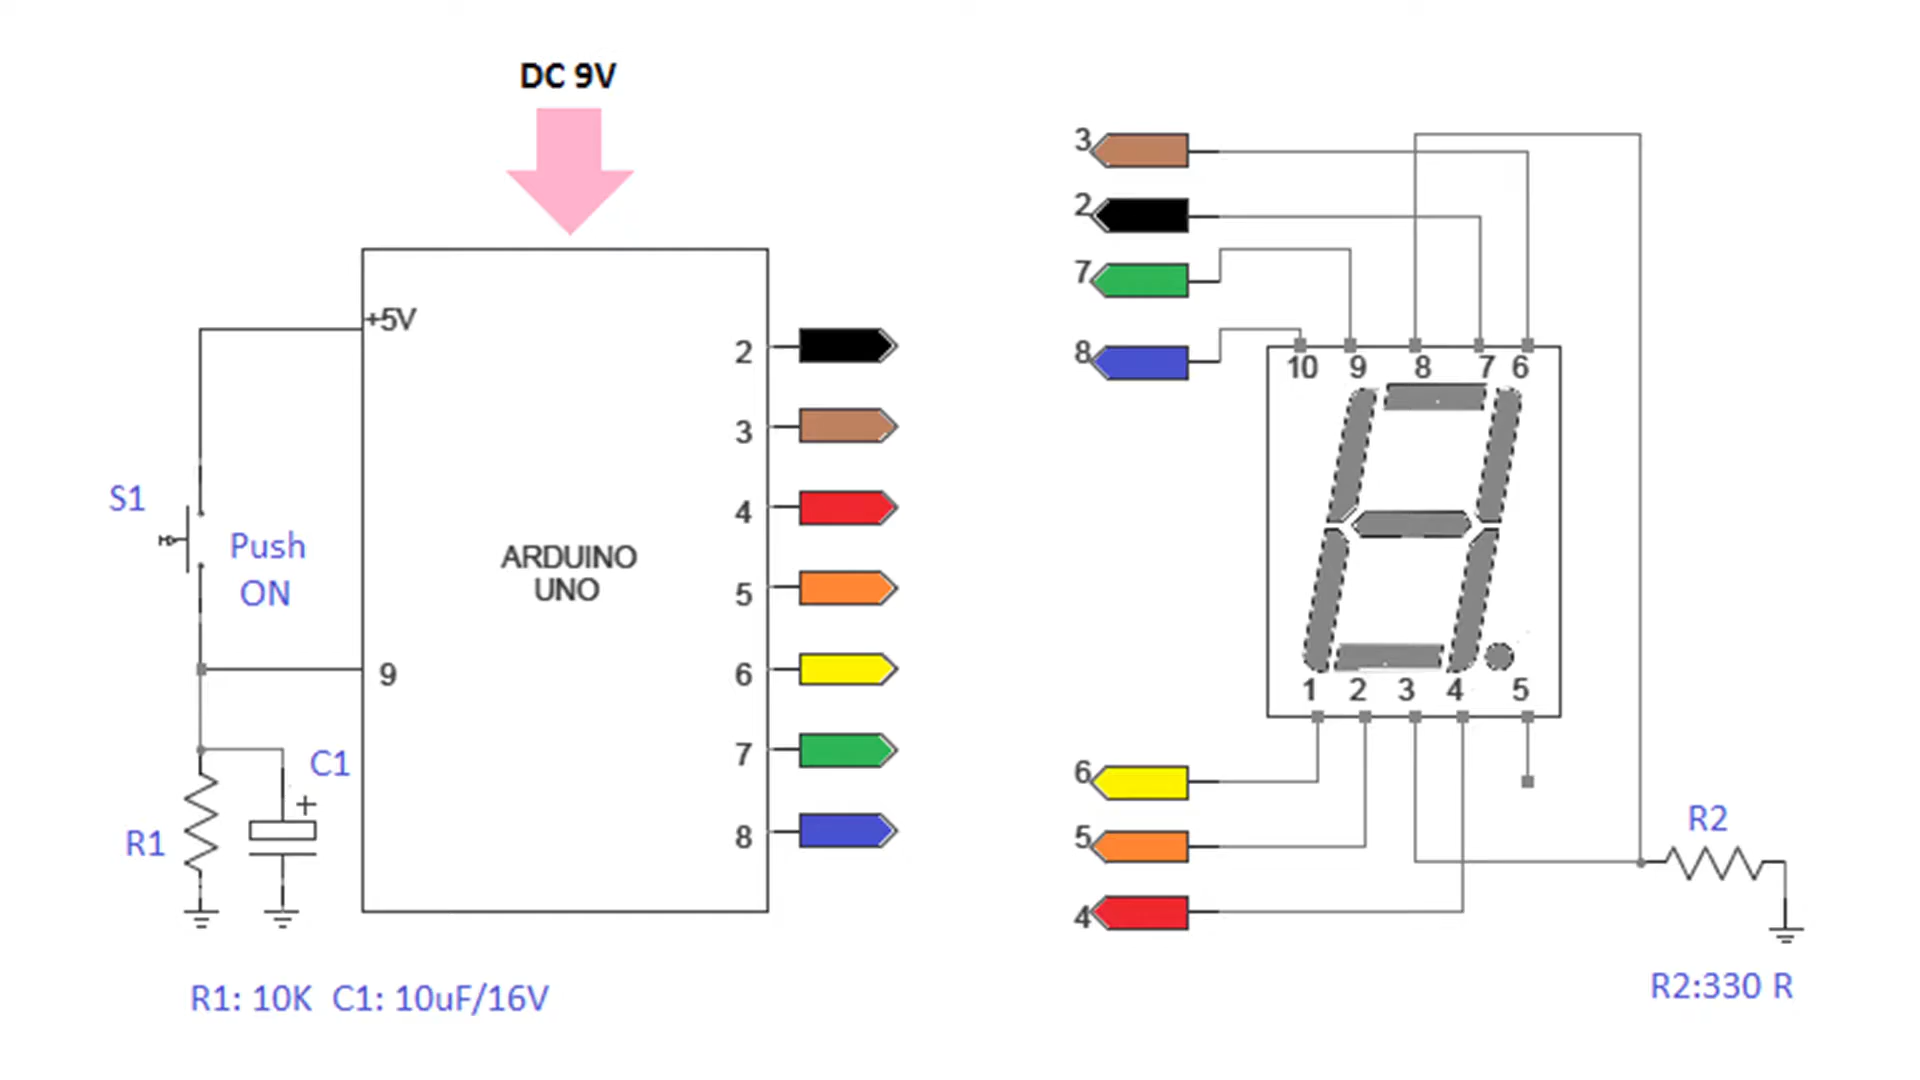 DC 9V
+5V
S1
Push
ON
9
C1
+
R1
ARDUINO
UNO
2
3
4
5
6
7
8
R1: 10K C1: 10uF/16V
3
2
7
8
10 9 8 7 6
1 2 3 4 5
6
5
4
R2
R2:330 R